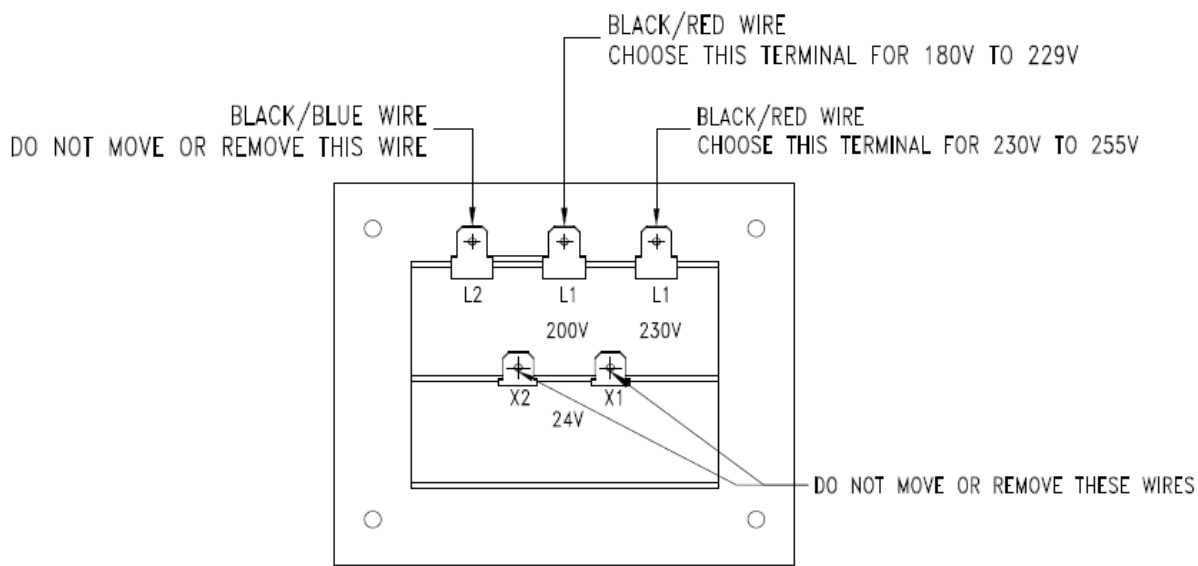 BLACK/RED WIRE
CHOOSE THIS TERMINAL FOR 180V TO 229V
BLACK/BLUE WIRE
DO NOT MOVE OR REMOVE THIS WIRE
BLACK/RED WIRE
CHOOSE THIS TERMINAL FOR 230V TO 255V
L2 L1 L1
200V 230V
X2 X1
24V
DO NOT MOVE OR REMOVE THESE WIRES